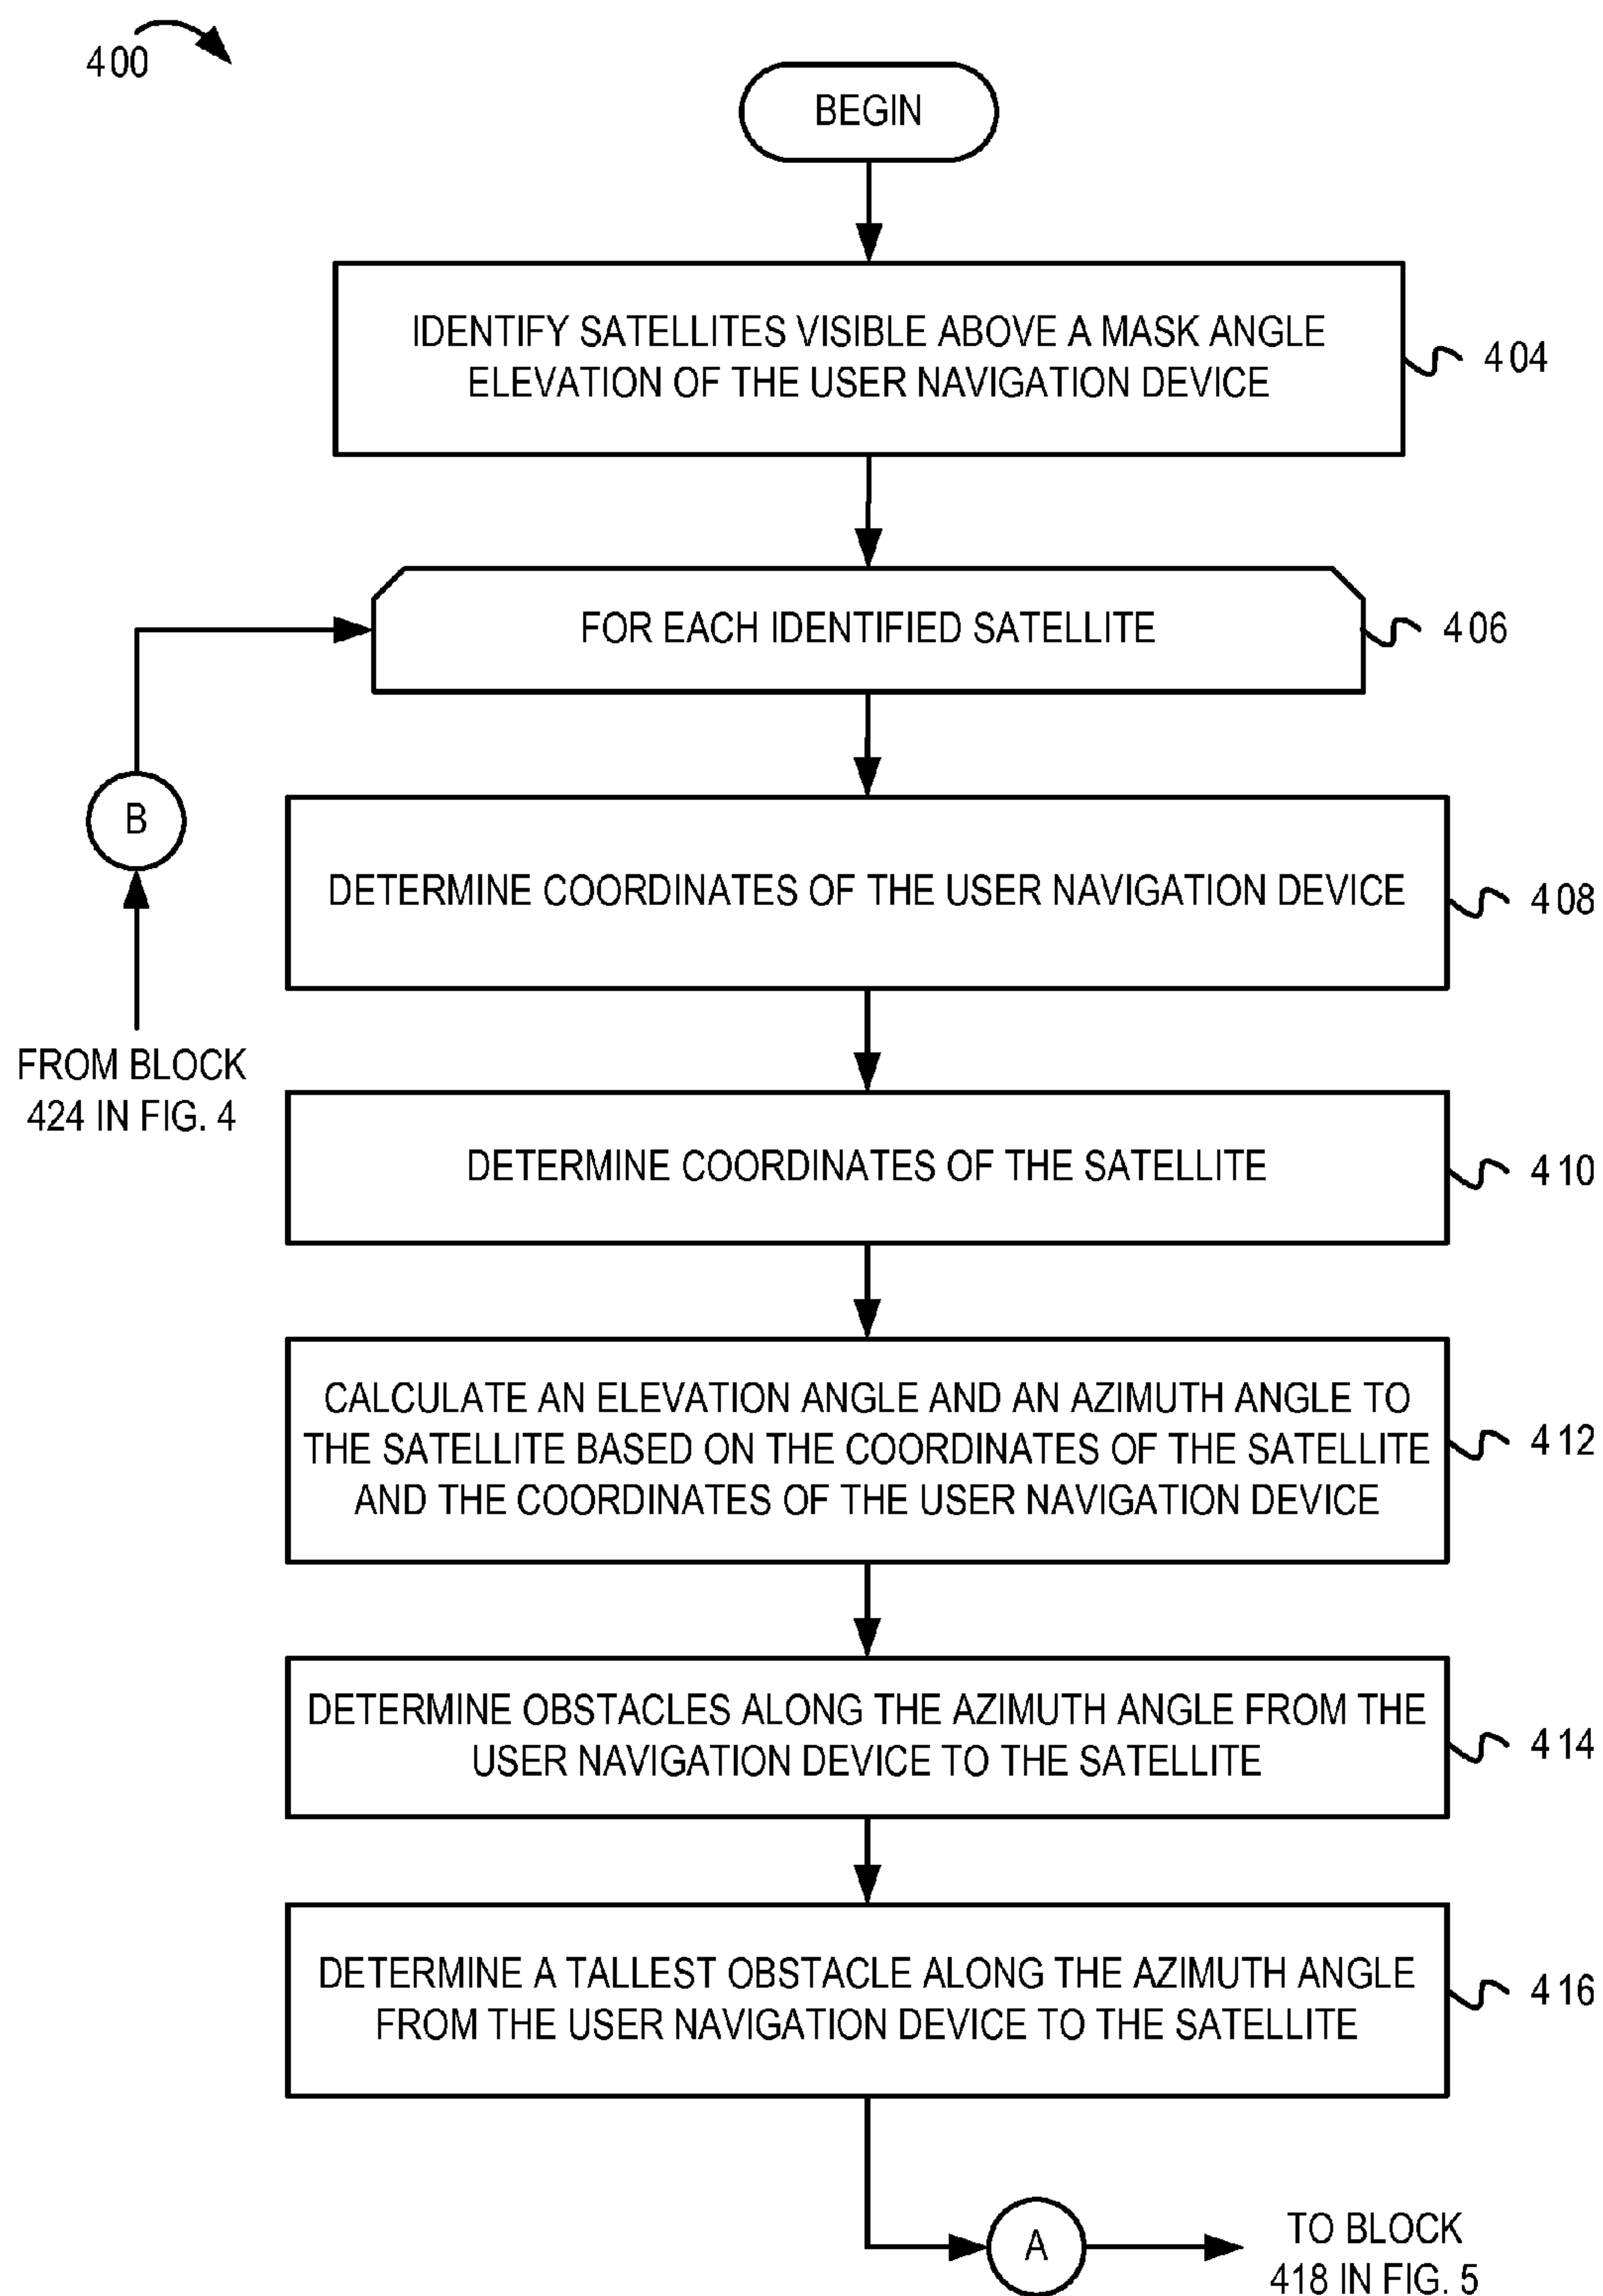 400
BEGIN
IDENTIFY SATELLITES VISIBLE ABOVE A MASK ANGLE
ELEVATION OF THE USER NAVIGATION DEVICE
404
FOR EACH IDENTIFIED SATELLITE
406
B
FROM BLOCK
424 IN FIG. 4
DETERMINE COORDINATES OF THE USER NAVIGATION DEVICE
408
DETERMINE COORDINATES OF THE SATELLITE
410
CALCULATE AN ELEVATION ANGLE AND AN AZIMUTH ANGLE TO
THE SATELLITE BASED ON THE COORDINATES OF THE SATELLITE
AND THE COORDINATES OF THE USER NAVIGATION DEVICE
412
DETERMINE OBSTACLES ALONG THE AZIMUTH ANGLE FROM THE
USER NAVIGATION DEVICE TO THE SATELLITE
414
DETERMINE A TALLEST OBSTACLE ALONG THE AZIMUTH ANGLE
FROM THE USER NAVIGATION DEVICE TO THE SATELLITE
416
A
TO BLOCK
418 IN FIG. 5